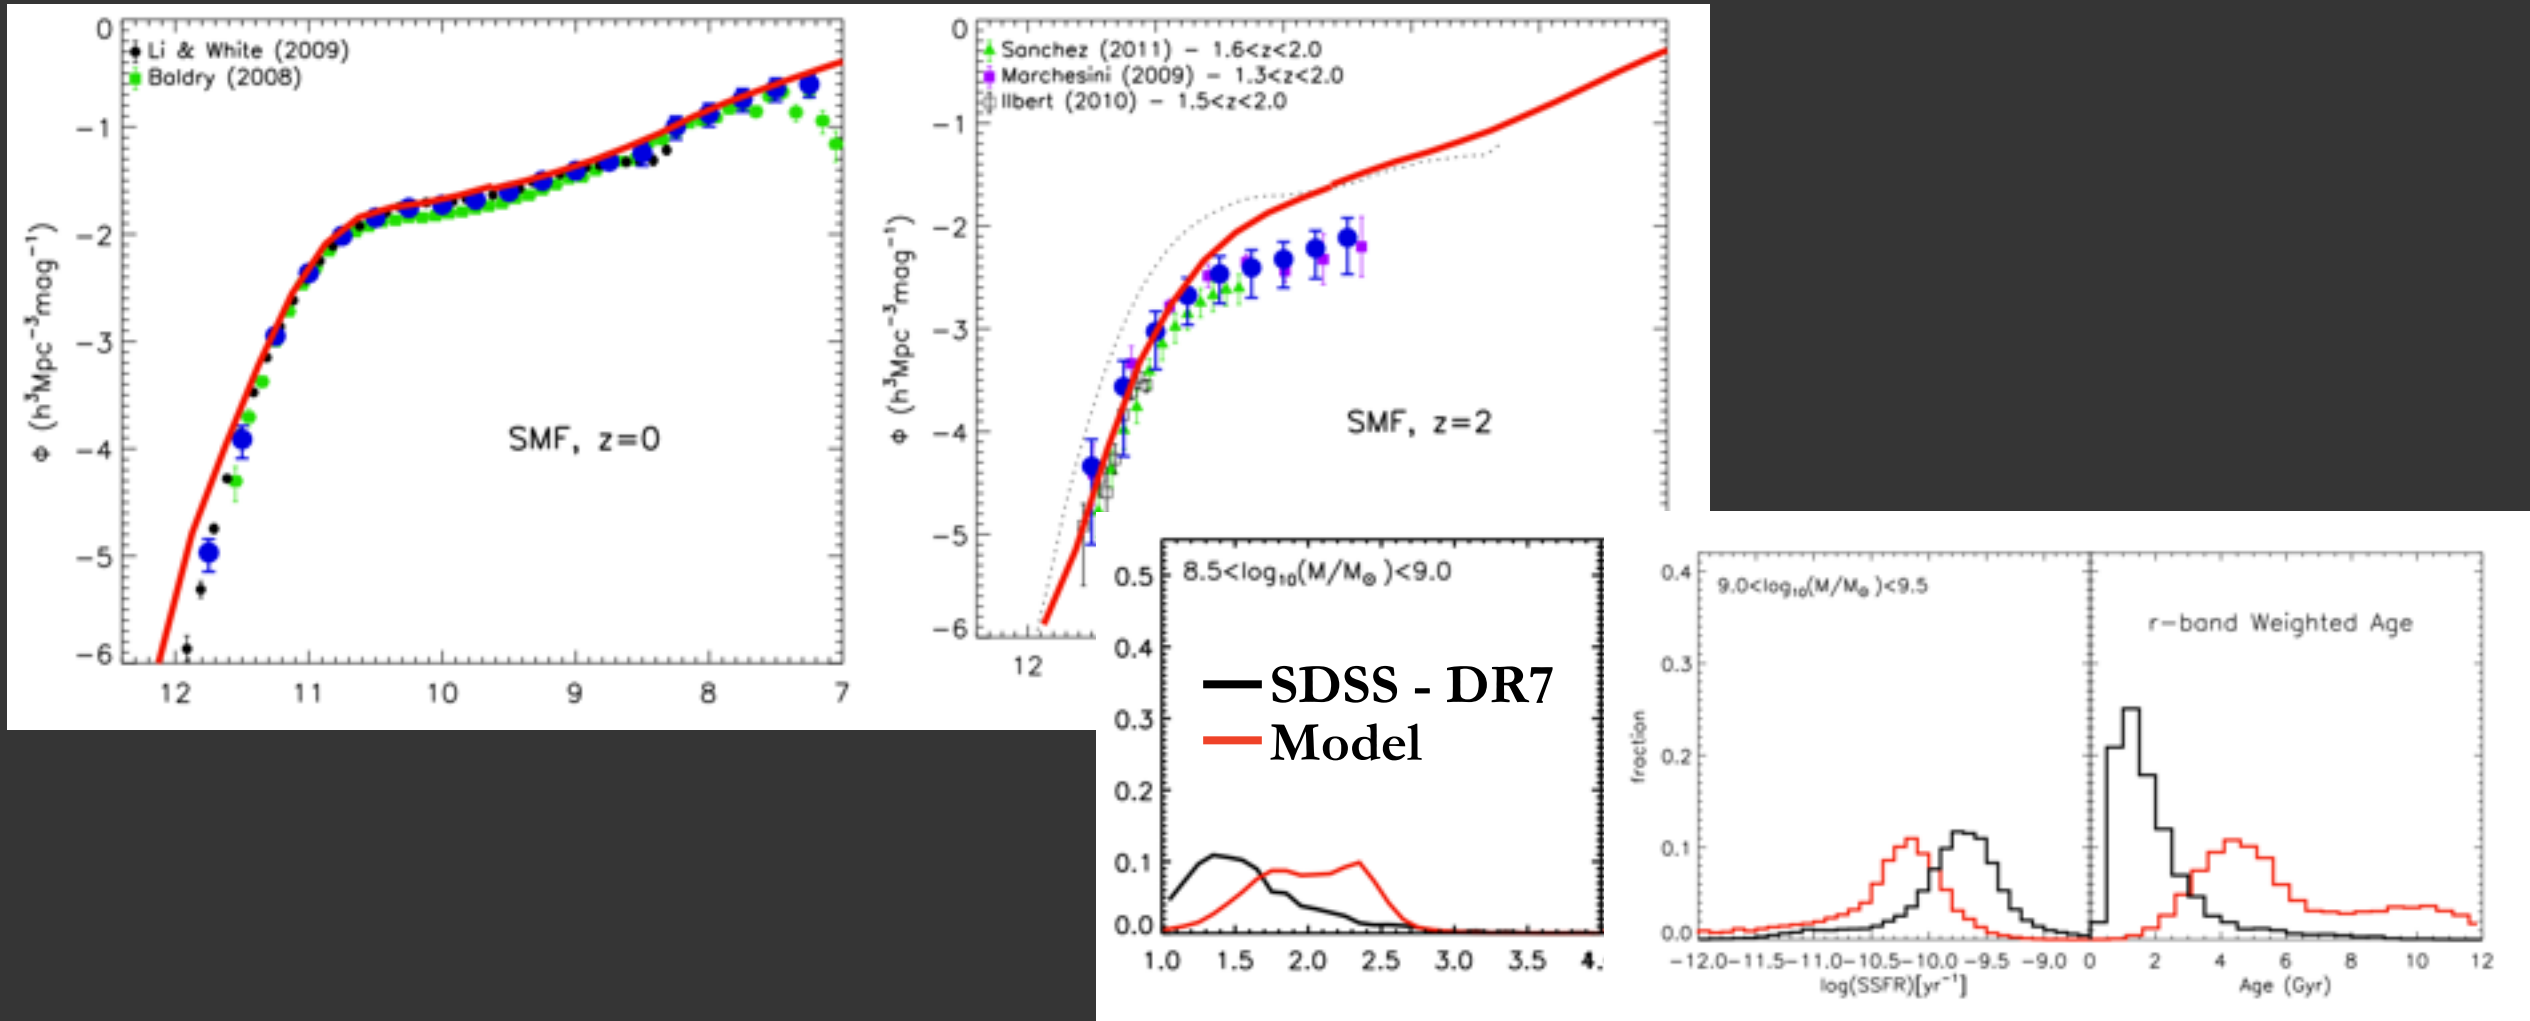 0
Li & White (2009)
Baldry (2008)
-1
-2
-3
-4
-5
-6
Φ (h³Mpc⁻³mag⁻¹)
SMF, z=0
12 11 10 9 8 7
0
Sanchez (2011) - 1.6<z<2.0
Marchesini (2009) - 1.3<z<2.0
Ilbert (2010) - 1.5<z<2.0
-1
-2
-3
-4
-5
-6
Φ (h³Mpc⁻³mag⁻¹)
SMF, z=2
12
8.5<log₁₀(M/M⊙)<9.0
0.5
0.4
0.3
0.2
0.1
0.0
SDSS - DR7
Model
1.0 1.5 2.0 2.5 3.0 3.5 4.
9.0<log₁₀(M/M⊙)<9.5
0.4
0.3
0.2
0.1
0.0
fraction
-12.0 -11.5 -11.0 -10.5 -10.0 -9.5 -9.0
log(SSFR)[yr⁻¹]
r-band Weighted Age
0 2 4 6 8 10 12
Age (Gyr)